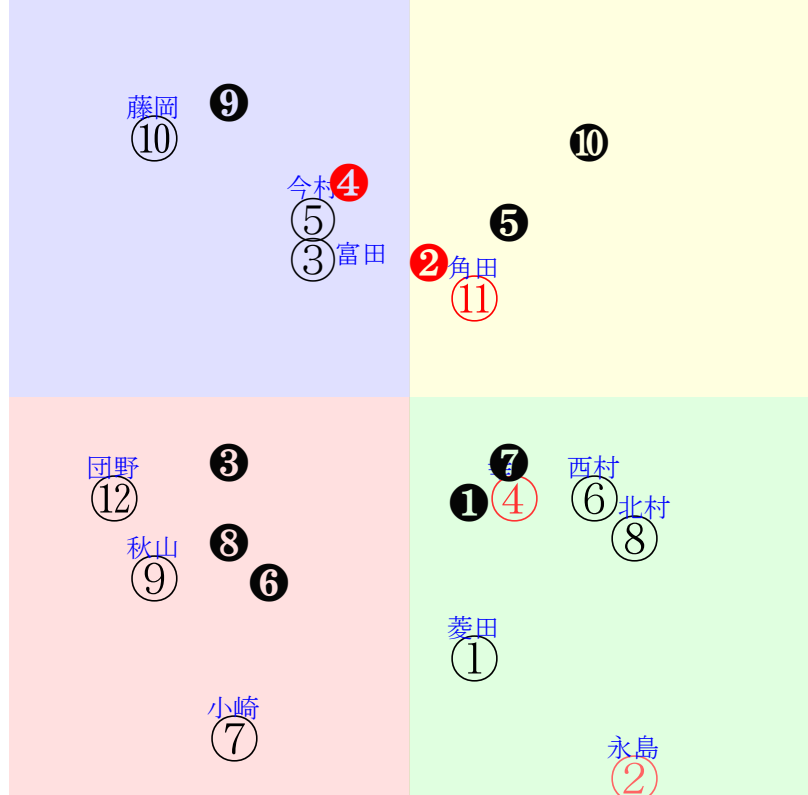 藤岡
⑩
❾
❿
今村
❹
⑤
❺
③
富田
❷
角田
⑪
団野
⑫
❸
❼
④
❶
西村
⑥
北村
⑧
秋山
⑨
❽
❻
菱田
①
小崎
⑦
永島
②